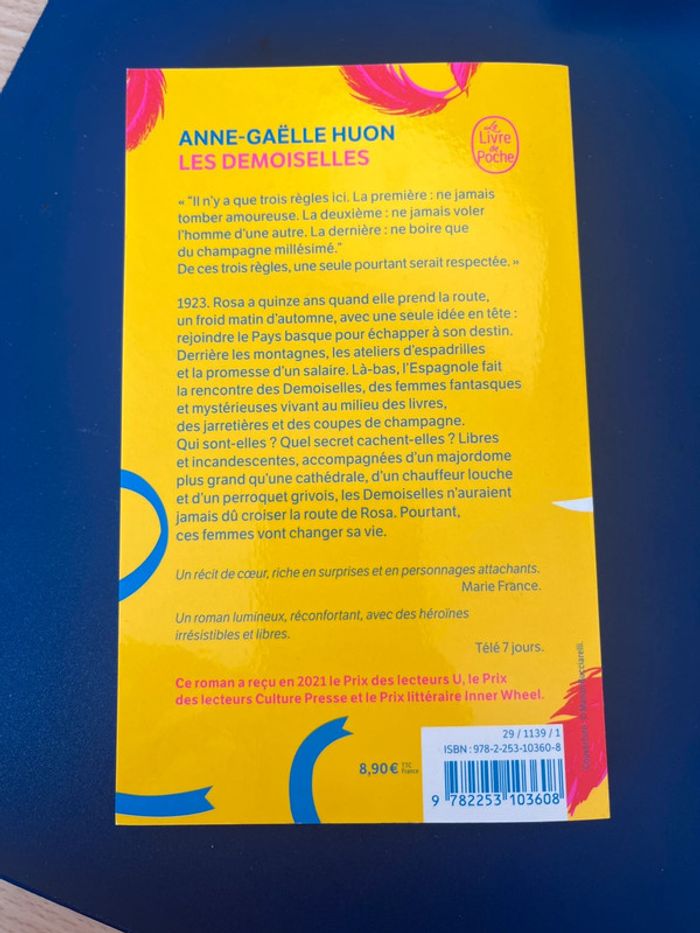 ANNE-GAËLLE HUON
LES DEMOISELLES
Le
Livre
de
Poche
« "Il n'y a que trois règles ici. La première : ne jamais
tomber amoureuse. La deuxième : ne jamais voler
l'homme d'une autre. La dernière : ne boire que
du champagne millésimé."
De ces trois règles, une seule pourtant serait respectée. »
1923. Rosa a quinze ans quand elle prend la route,
un froid matin d'automne, avec une seule idée en tête :
rejoindre le Pays basque pour échapper à son destin.
Derrière les montagnes, les ateliers d'espadrilles
et la promesse d'un salaire. Là-bas, l'Espagnole fait
la rencontre des Demoiselles, des femmes fantasques
et mystérieuses vivant au milieu des livres,
des jarretières et des coupes de champagne.
Qui sont-elles ? Quel secret cachent-elles ? Libres
et incandescentes, accompagnées d'un majordome
plus grand qu'une cathédrale, d'un chauffeur louche
et d'un perroquet grivois, les Demoiselles n'auraient
jamais dû croiser la route de Rosa. Pourtant,
ces femmes vont changer sa vie.
Un récit de cœur, riche en surprises et en personnages attachants.
Marie France.
Un roman lumineux, réconfortant, avec des héroïnes
irrésistibles et libres.
Télé 7 jours.
Ce roman a reçu en 2021 le Prix des lecteurs U, le Prix
des lecteurs Culture Presse et le Prix littéraire Inner Wheel.
8,90 € TTC
France
29 / 1139 / 1
ISBN : 978-2-253-10360-8
9 782253 103608